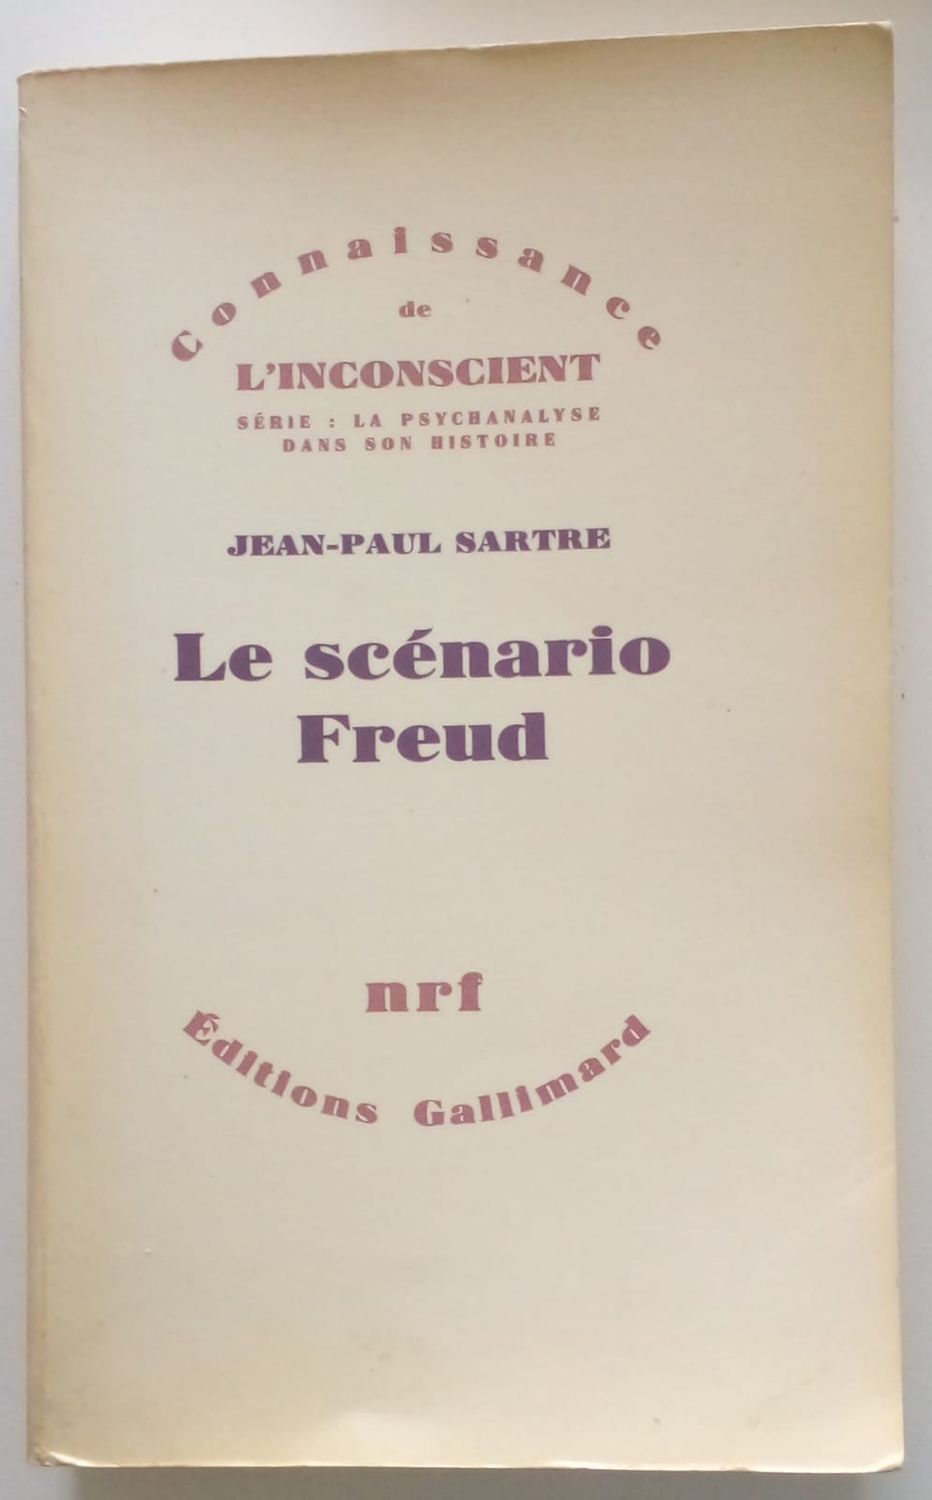 Connaissance
de
L'INCONSCIENT
SÉRIE : LA PSYCHANALYSE
DANS SON HISTOIRE
JEAN-PAUL SARTRE
Le scénario
Freud
nrf
Éditions Gallimard